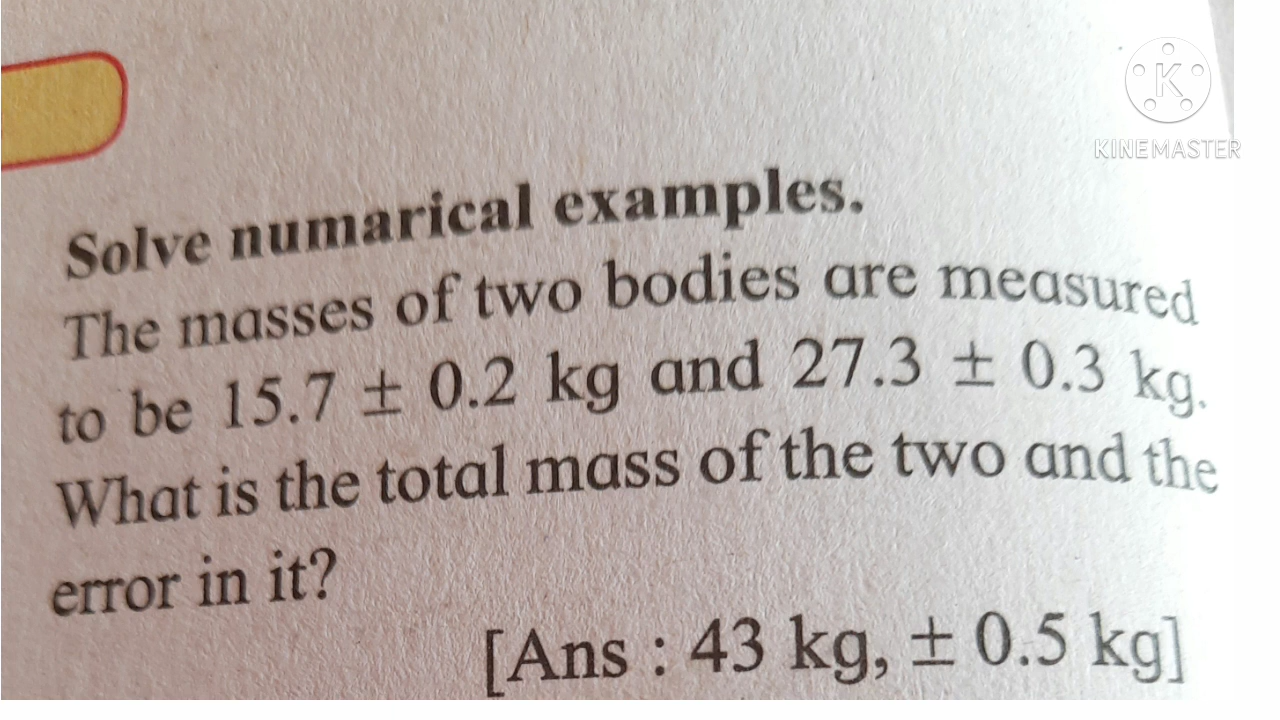 K
KINEMASTER
Solve numarical examples.
The masses of two bodies are measured
to be 15.7 ± 0.2 kg and 27.3 ± 0.3 kg.
What is the total mass of the two and the
error in it?
[Ans : 43 kg, ± 0.5 kg]